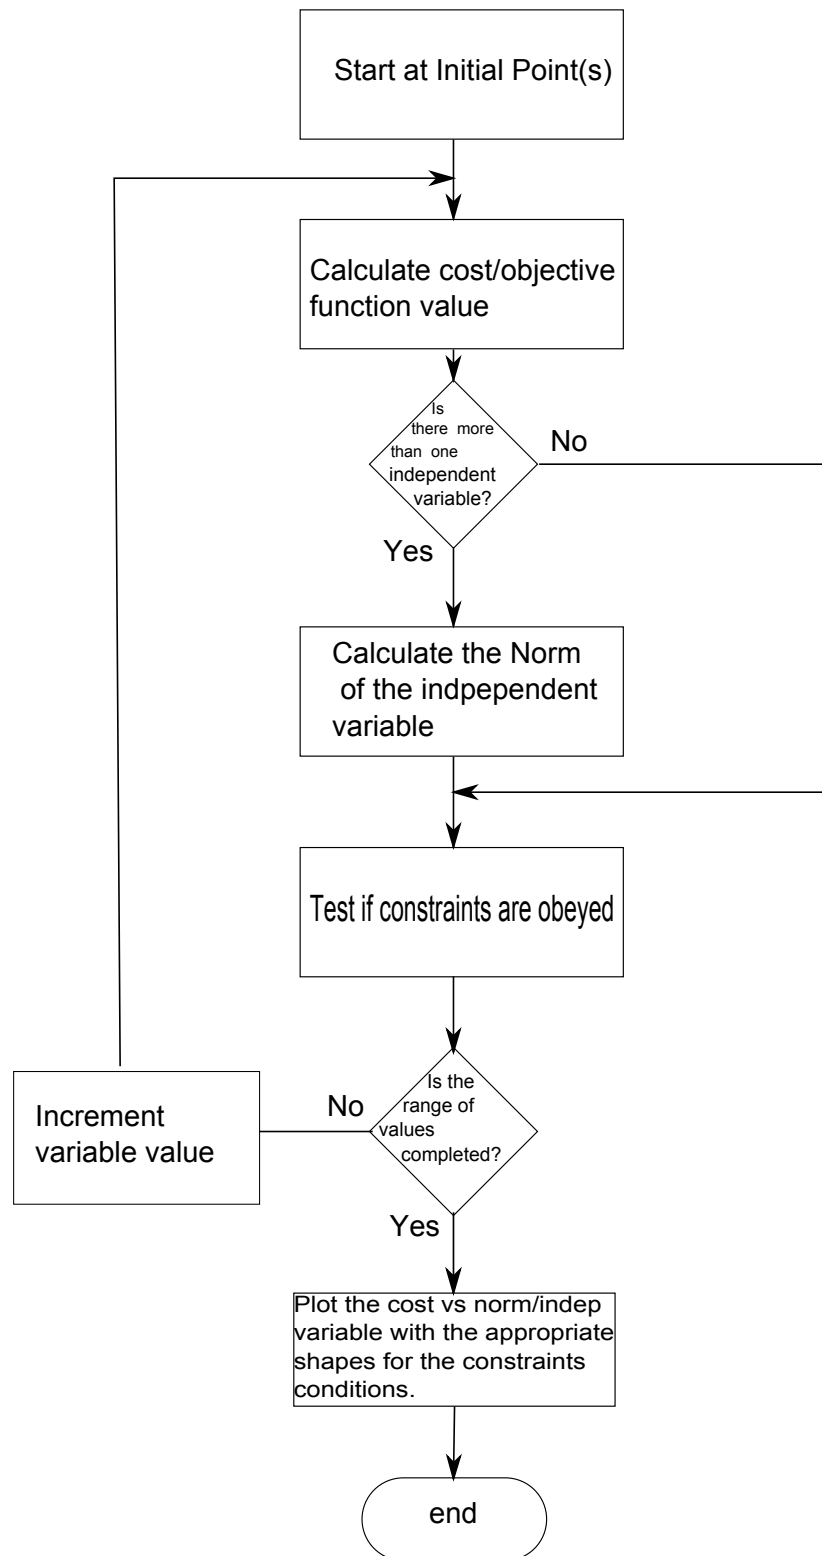 Start at Initial Point(s)
Calculate cost/objective
function value
Is
there more
than one
independent
variable?
No
Yes
Calculate the Norm
of the indpependent
variable
Test if constraints are obeyed
Is the
range of
values
completed?
No
Increment
variable value
Yes
Plot the cost vs norm/indep
variable with the appropriate
shapes for the constraints
conditions.
end